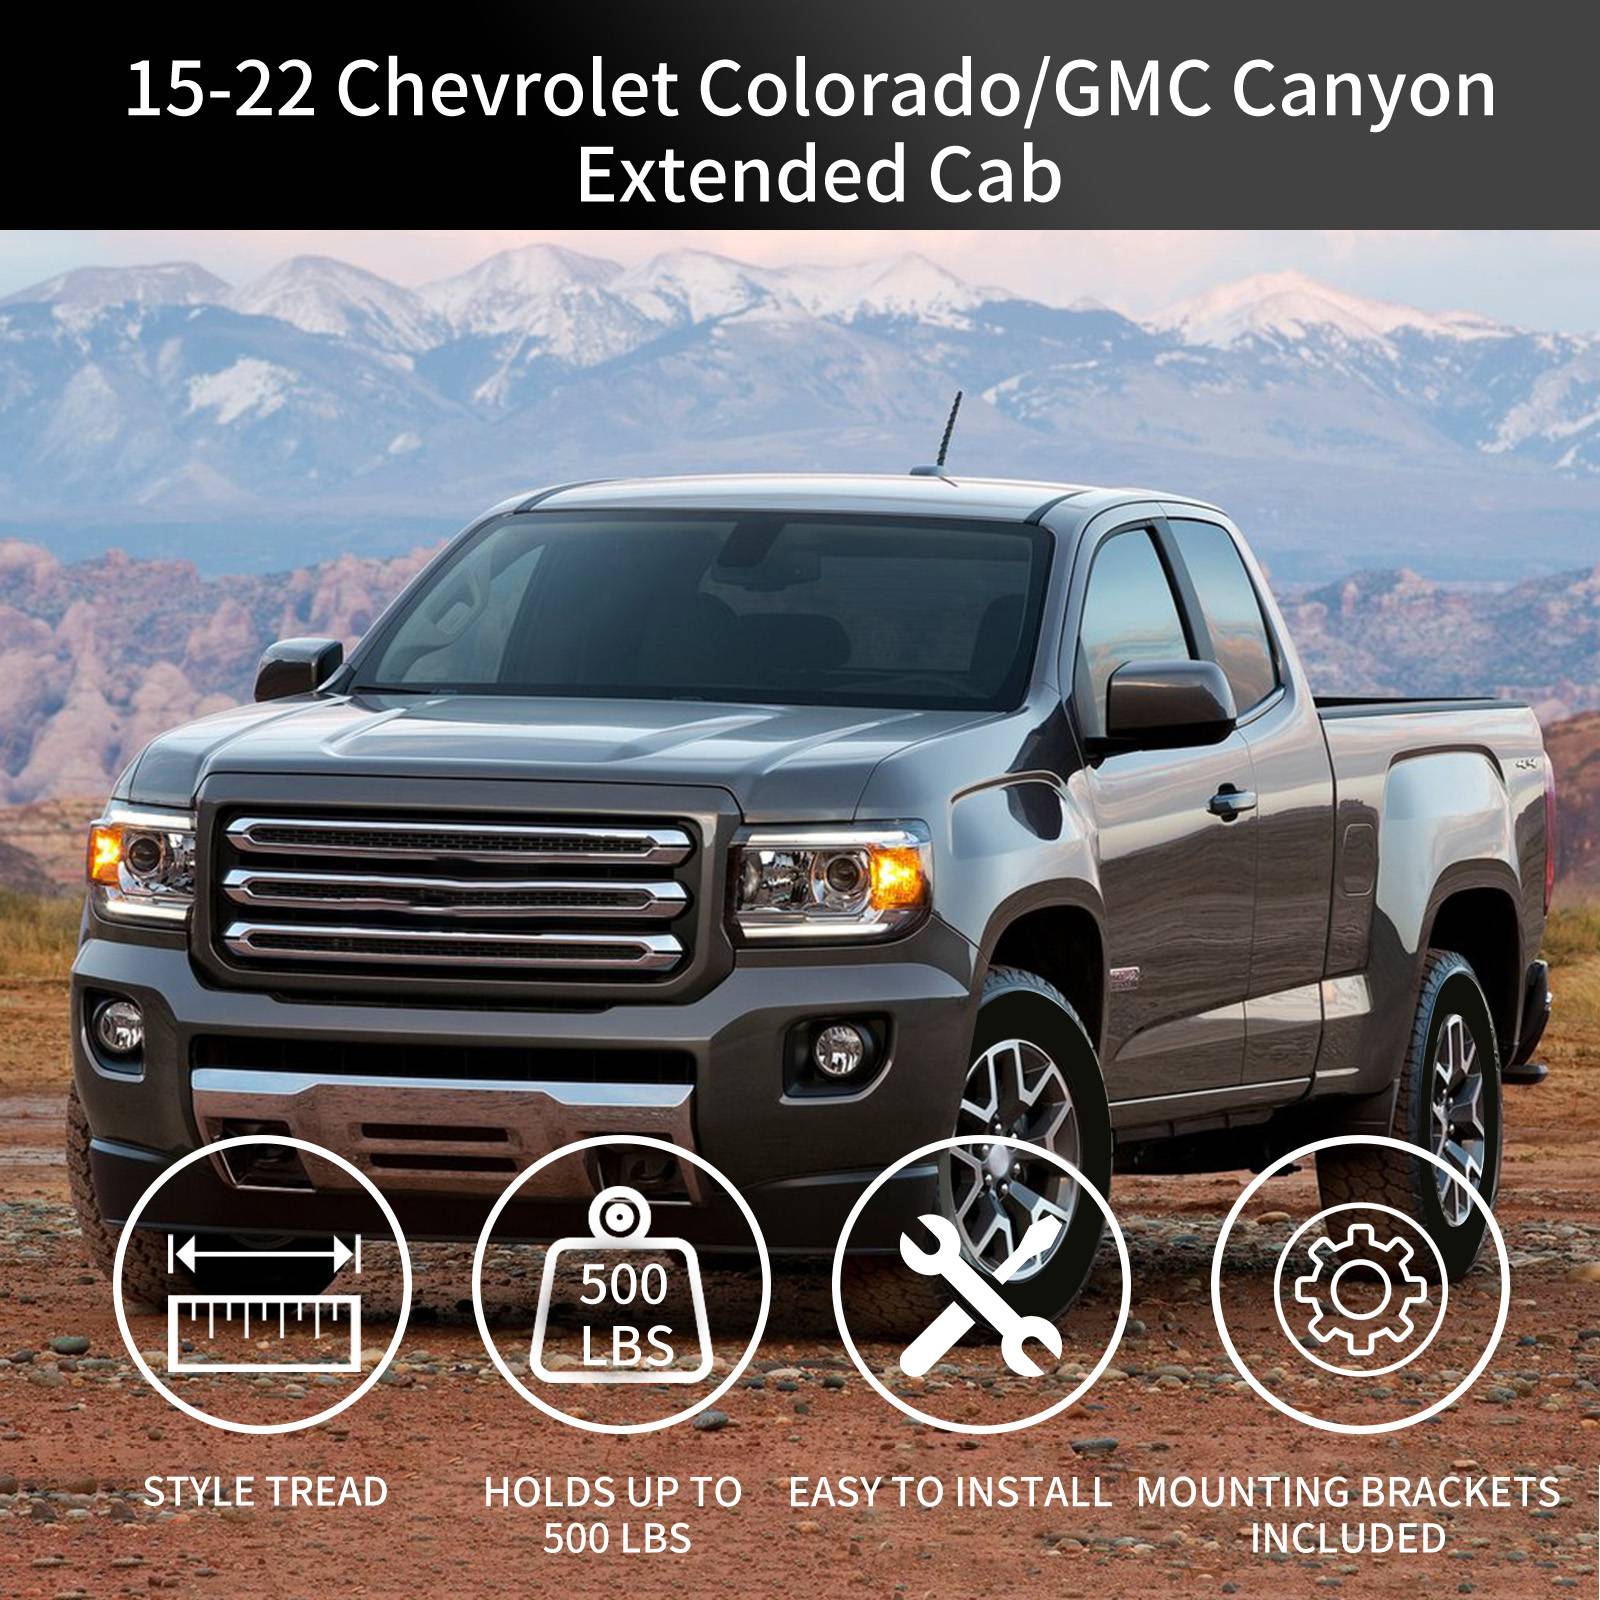 15-22 Chevrolet Colorado/GMC Canyon
Extended Cab
4x4
500
LBS
STYLE TREAD
HOLDS UP TO
500 LBS
EASY TO INSTALL
MOUNTING BRACKETS
INCLUDED